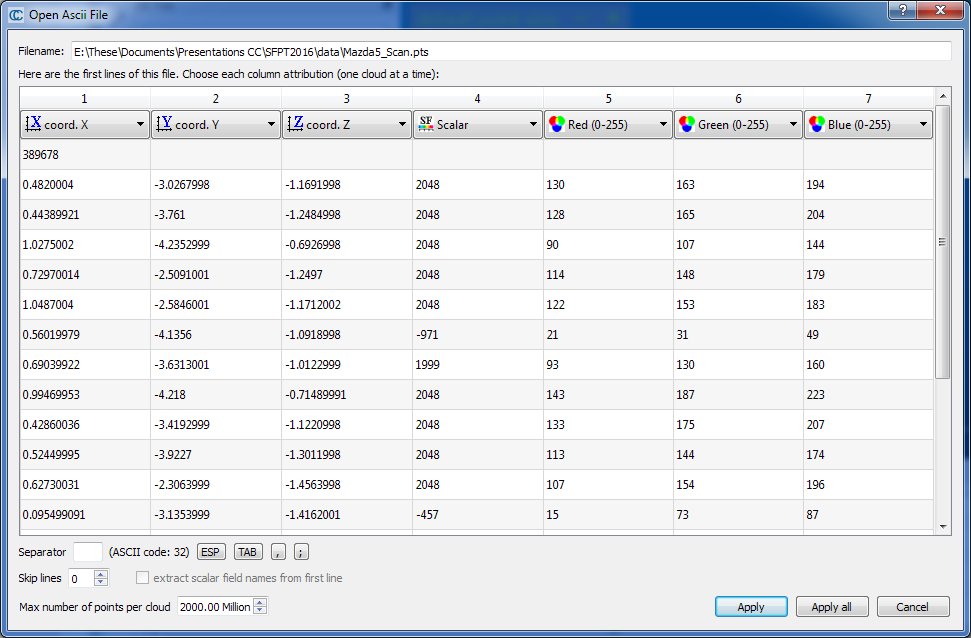 Open Ascii File
Filename: E:\These\Documents\Presentations CC\SFPT2016\data\Mazda5_Scan.pts
Here are the first lines of this file. Choose each column attribution (one cloud at a time):
1 2 3 4 5 6 7
X coord. X Y coord. Y Z coord. Z SF Scalar Red (0-255) Green (0-255) Blue (0-255)
389678
0.4820004 -3.0267998 -1.1691998 2048 130 163 194
0.44389921 -3.761 -1.2484998 2048 128 165 204
1.0275002 -4.2352999 -0.6926998 2048 90 107 144
0.72970014 -2.5091001 -1.2497 2048 114 148 179
1.0487004 -2.5846001 -1.1712002 2048 122 153 183
0.56019979 -4.1356 -1.0918998 -971 21 31 49
0.69039922 -3.6313001 -1.0122999 1999 93 130 160
0.99469953 -4.218 -0.71489991 2048 143 187 223
0.42860036 -3.4192999 -1.1220998 2048 133 175 207
0.52449995 -3.9227 -1.3011998 2048 113 144 174
0.62730031 -2.3063999 -1.4563998 2048 107 154 196
0.095499091 -3.1353999 -1.4162001 -457 15 73 87
Separator (ASCII code: 32) ESP TAB , ;
Skip lines 0 extract scalar field names from first line
Max number of points per cloud 2000.00 Million
Apply Apply all Cancel